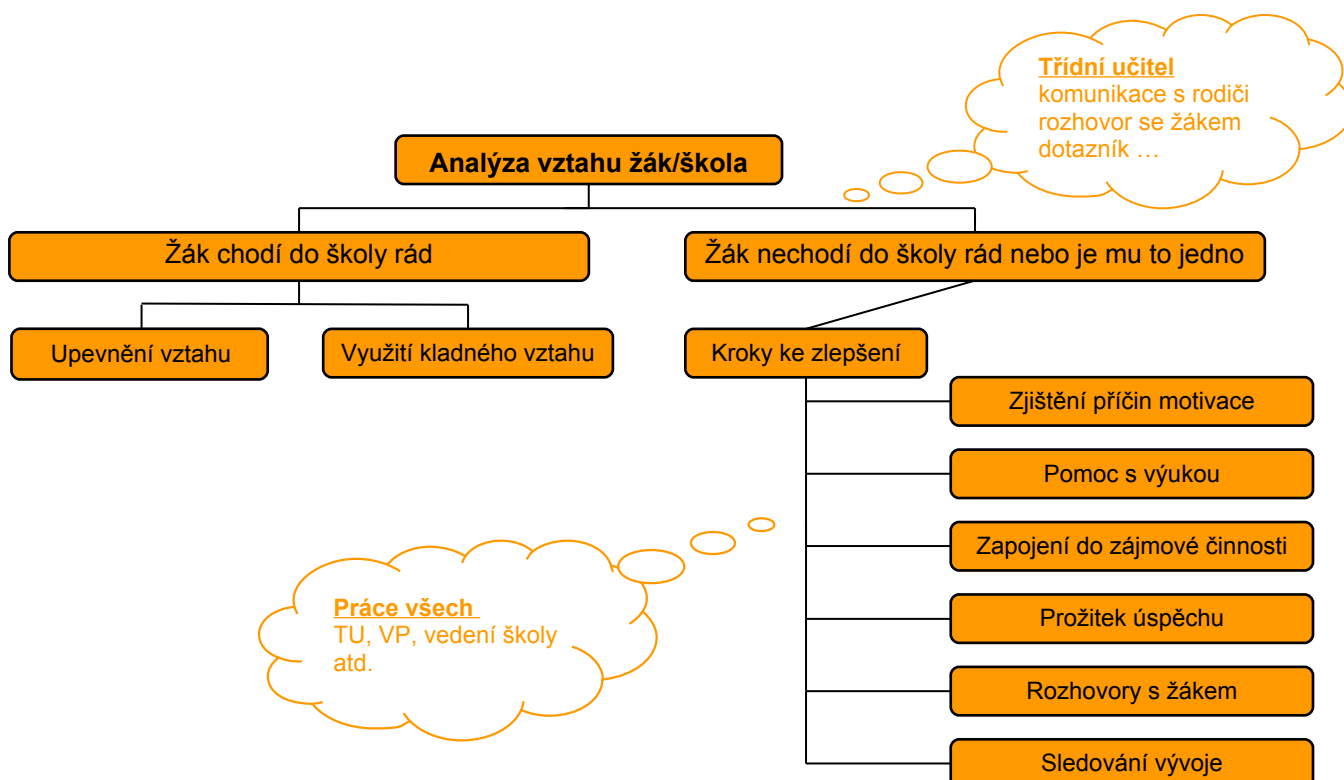 Třídní učitel
komunikace s rodiči
rozhovor se žákem
dotazník …
Analýza vztahu žák/škola
Žák chodí do školy rád
Žák nechodí do školy rád nebo je mu to jedno
Upevnění vztahu
Využití kladného vztahu
Kroky ke zlepšení
Zjištění příčin motivace
Pomoc s výukou
Zapojení do zájmové činnosti
Práce všech
TU, VP, vedení školy
atd.
Prožitek úspěchu
Rozhovory s žákem
Sledování vývoje